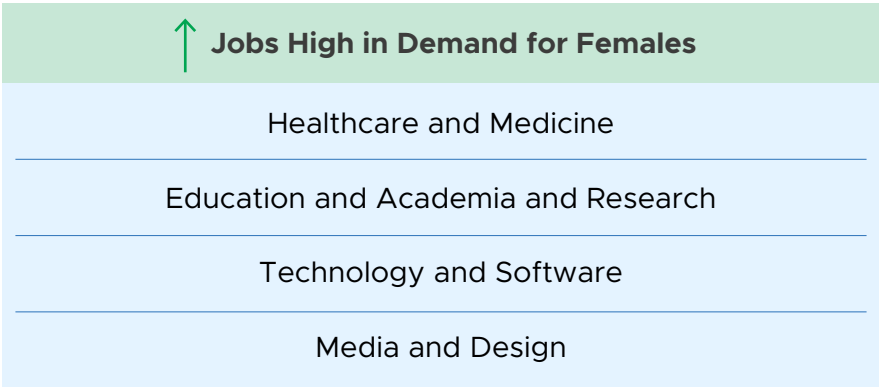 Jobs High in Demand for Females
Healthcare and Medicine
Education and Academia and Research
Technology and Software
Media and Design